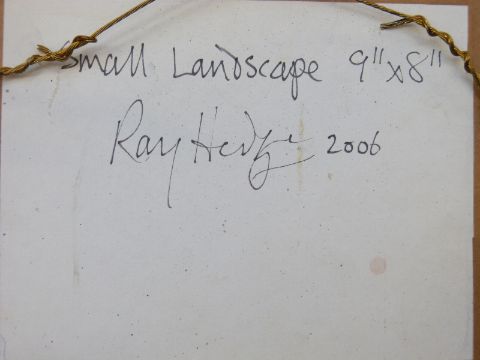 Small Landscape 9"x8"
Ray Hedge 2006